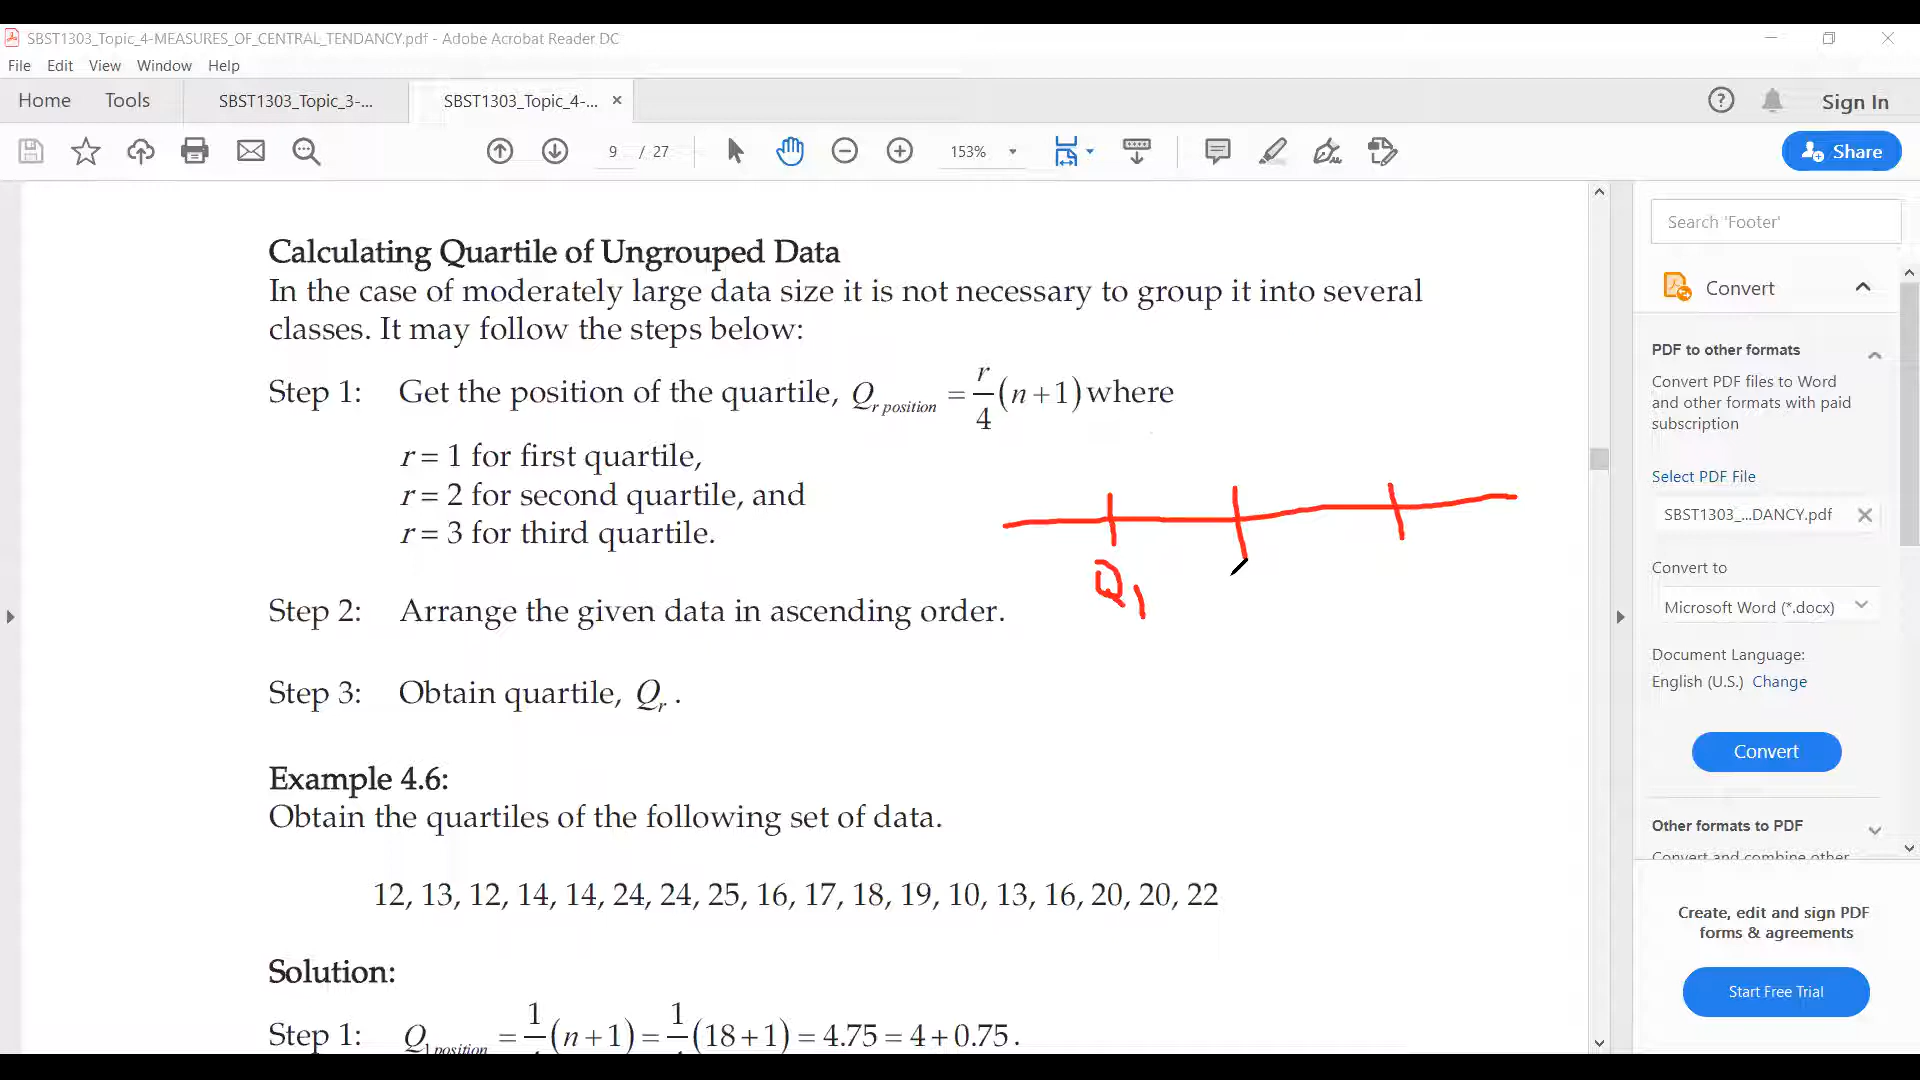 SBST1303_Topic_4-MEASURES_OF_CENTRAL_TENDANCY.pdf - Adobe Acrobat Reader DC
File Edit View Window Help
Home Tools SBST1303_Topic_3-... SBST1303_Topic_4-... × Sign In
9 / 27 153% Share
Calculating Quartile of Ungrouped Data
In the case of moderately large data size it is not necessary to group it into several
classes. It may follow the steps below:
Step 1: Get the position of the quartile, Q_{r position} = r/4 (n+1) where
r = 1 for first quartile,
r = 2 for second quartile, and
r = 3 for third quartile.
Q1
Step 2: Arrange the given data in ascending order.
Step 3: Obtain quartile, Q_r .
Example 4.6:
Obtain the quartiles of the following set of data.
12, 13, 12, 14, 14, 24, 24, 25, 16, 17, 18, 19, 10, 13, 16, 20, 20, 22
Solution:
Step 1: Q_{1 position} = 1/4 (n+1) = 1/4 (18+1) = 4.75 = 4 + 0.75 .
Search 'Footer'
Convert
PDF to other formats
Convert PDF files to Word
and other formats with paid
subscription
Select PDF File
SBST1303_...DANCY.pdf
Convert to
Microsoft Word (*.docx)
Document Language:
English (U.S.) Change
Convert
Other formats to PDF
Convert and combine other
Create, edit and sign PDF
forms & agreements
Start Free Trial